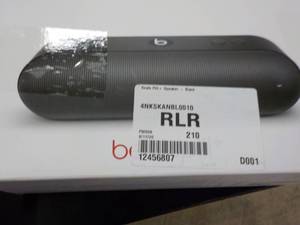 b
Beats Pill+ Speaker - Black
4NKSKANBL0010
RLR
210
12456807
D001
be